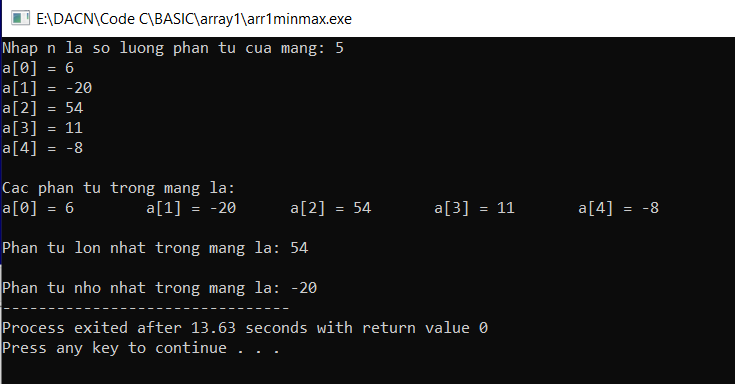 E:\DACN\Code C\BASIC\array1\arr1minmax.exe
Nhap n la so luong phan tu cua mang: 5
a[0] = 6
a[1] = -20
a[2] = 54
a[3] = 11
a[4] = -8
Cac phan tu trong mang la:
a[0] = 6        a[1] = -20      a[2] = 54       a[3] = 11       a[4] = -8
Phan tu lon nhat trong mang la: 54
Phan tu nho nhat trong mang la: -20
--------------------------------
Process exited after 13.63 seconds with return value 0
Press any key to continue . . .